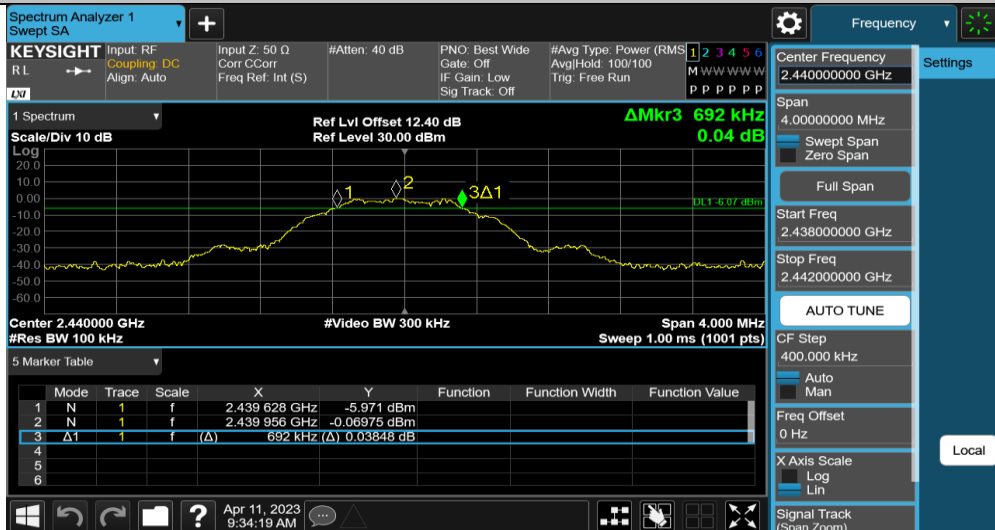 Spectrum Analyzer 1
Swept SA
+
Frequency
KEYSIGHT
R L
LXI
Input: RF
Coupling: DC
Align: Auto
Input Z: 50 Ω
Corr CCorr
Freq Ref: Int (S)
#Atten: 40 dB
PNO: Best Wide
Gate: Off
IF Gain: Low
Sig Track: Off
#Avg Type: Power (RMS
Avg|Hold: 100/100
Trig: Free Run
1 2 3 4 5 6
M W W W W W
P P P P P P
1 Spectrum
Scale/Div 10 dB
Ref Lvl Offset 12.40 dB
Ref Level 30.00 dBm
ΔMkr3 692 kHz
0.04 dB
Log
20.0
10.0
0.00
-10.0
-20.0
-30.0
-40.0
-50.0
-60.0
1
2
3Δ1
DL1 -6.07 dBm
Center 2.440000 GHz
#Video BW 300 kHz
Span 4.000 MHz
#Res BW 100 kHz
Sweep 1.00 ms (1001 pts)
5 Marker Table
Mode Trace Scale X Y Function Function Width Function Value
1 N 1 f 2.439 628 GHz -5.971 dBm
2 N 1 f 2.439 956 GHz -0.06975 dBm
3 Δ1 1 f (Δ) 692 kHz (Δ) 0.03848 dB
4
5
6
?
Apr 11, 2023
9:34:19 AM
Center Frequency
2.440000000 GHz
Span
4.00000000 MHz
Swept Span
Zero Span
Full Span
Start Freq
2.438000000 GHz
Stop Freq
2.442000000 GHz
AUTO TUNE
CF Step
400.000 kHz
Auto
Man
Freq Offset
0 Hz
X Axis Scale
Log
Lin
Signal Track
(Span Zoom)
Settings
Local